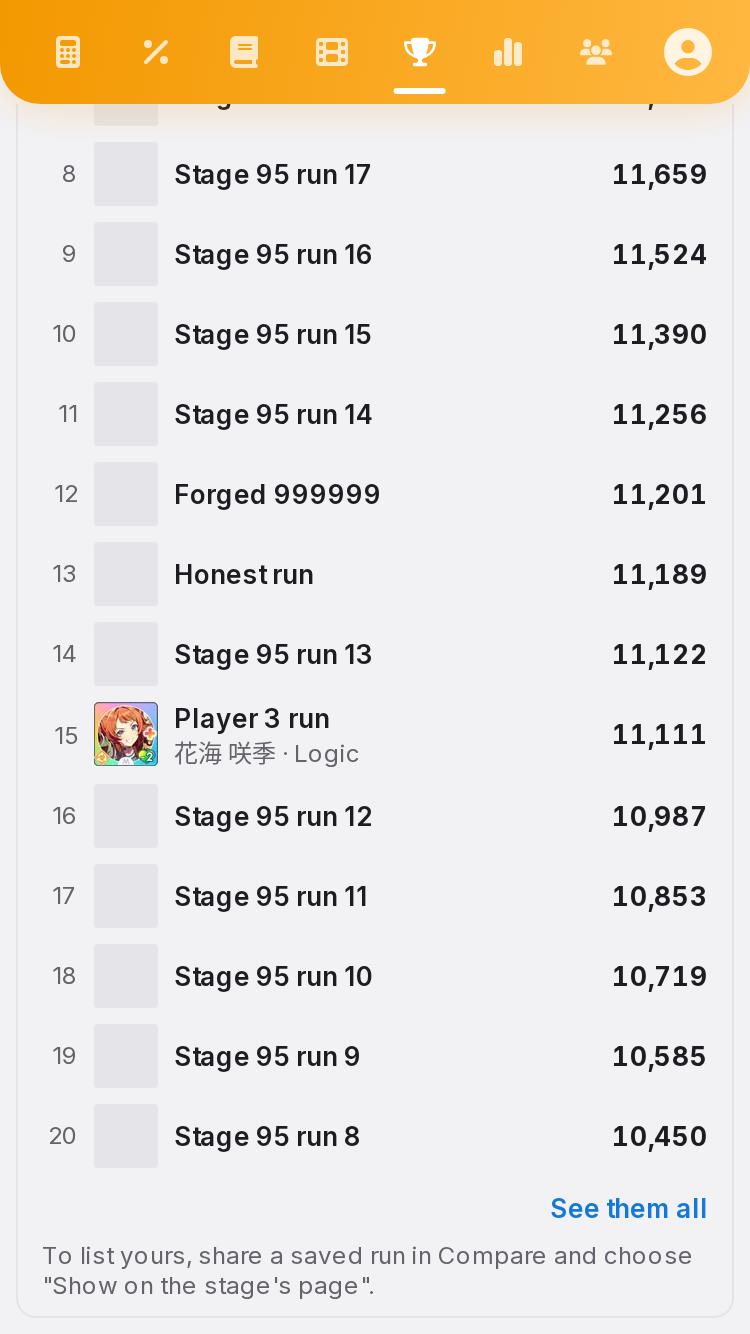 8 Stage 95 run 17 11,659
9 Stage 95 run 16 11,524
10 Stage 95 run 15 11,390
11 Stage 95 run 14 11,256
12 Forged 999999 11,201
13 Honest run 11,189
14 Stage 95 run 13 11,122
15 Player 3 run 11,111
花海 咲季 · Logic
16 Stage 95 run 12 10,987
17 Stage 95 run 11 10,853
18 Stage 95 run 10 10,719
19 Stage 95 run 9 10,585
20 Stage 95 run 8 10,450
See them all
To list yours, share a saved run in Compare and choose
"Show on the stage's page".